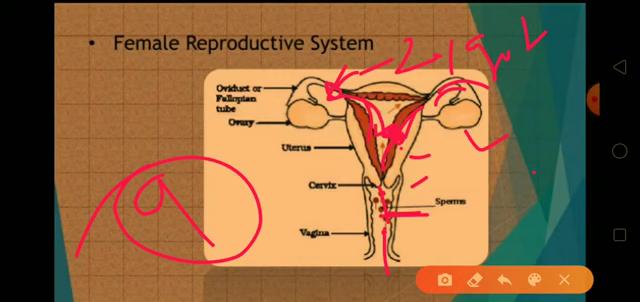 • Female Reproductive System
Oviduct or
Fallopian
tube
Ovary
Uterus
Cervix
Sperms
Vagina